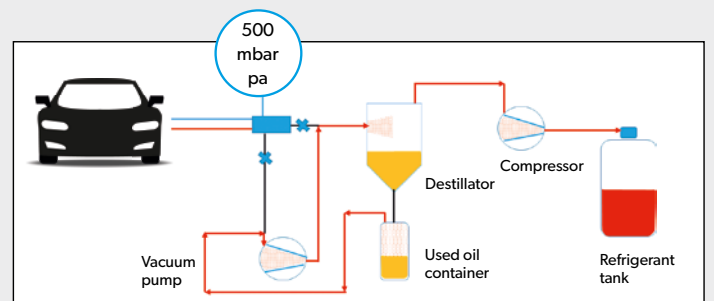 500
mbar
pa
Compressor
Destillator
Vacuum
pump
Used oil
container
Refrigerant
tank